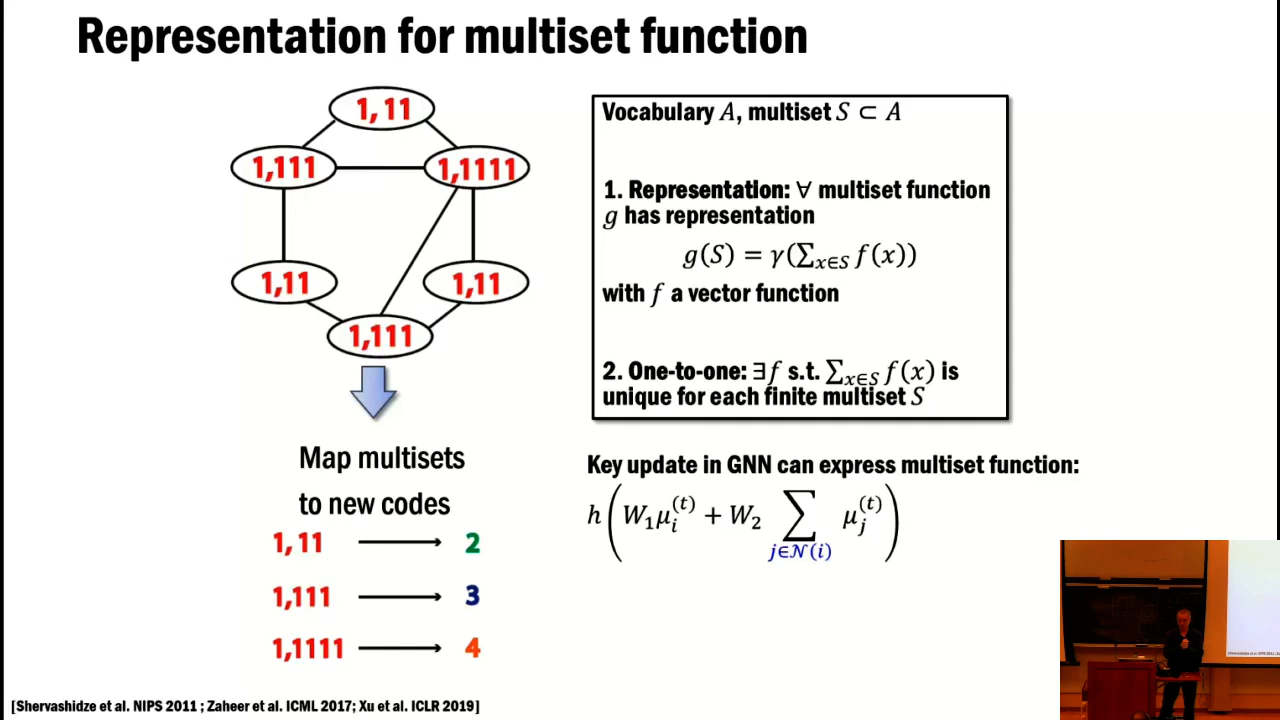 Representation for multiset function
1, 11
1,111
1,1111
1,11
1,11
1,111
Map multisets
to new codes
1, 11 → 2
1,111 → 3
1,1111 → 4
Vocabulary A, multiset S ⊂ A
1. Representation: ∀ multiset function
g has representation
g(S) = γ(∑_{x∈S} f(x))
with f a vector function
2. One-to-one: ∃f s.t. ∑_{x∈S} f(x) is
unique for each finite multiset S
Key update in GNN can express multiset function:
h(W₁μ_i^{(t)} + W₂ ∑_{j∈𝒩(i)} μ_j^{(t)})
[Shervashidze et al. NIPS 2011 ; Zaheer et al. ICML 2017; Xu et al. ICLR 2019]